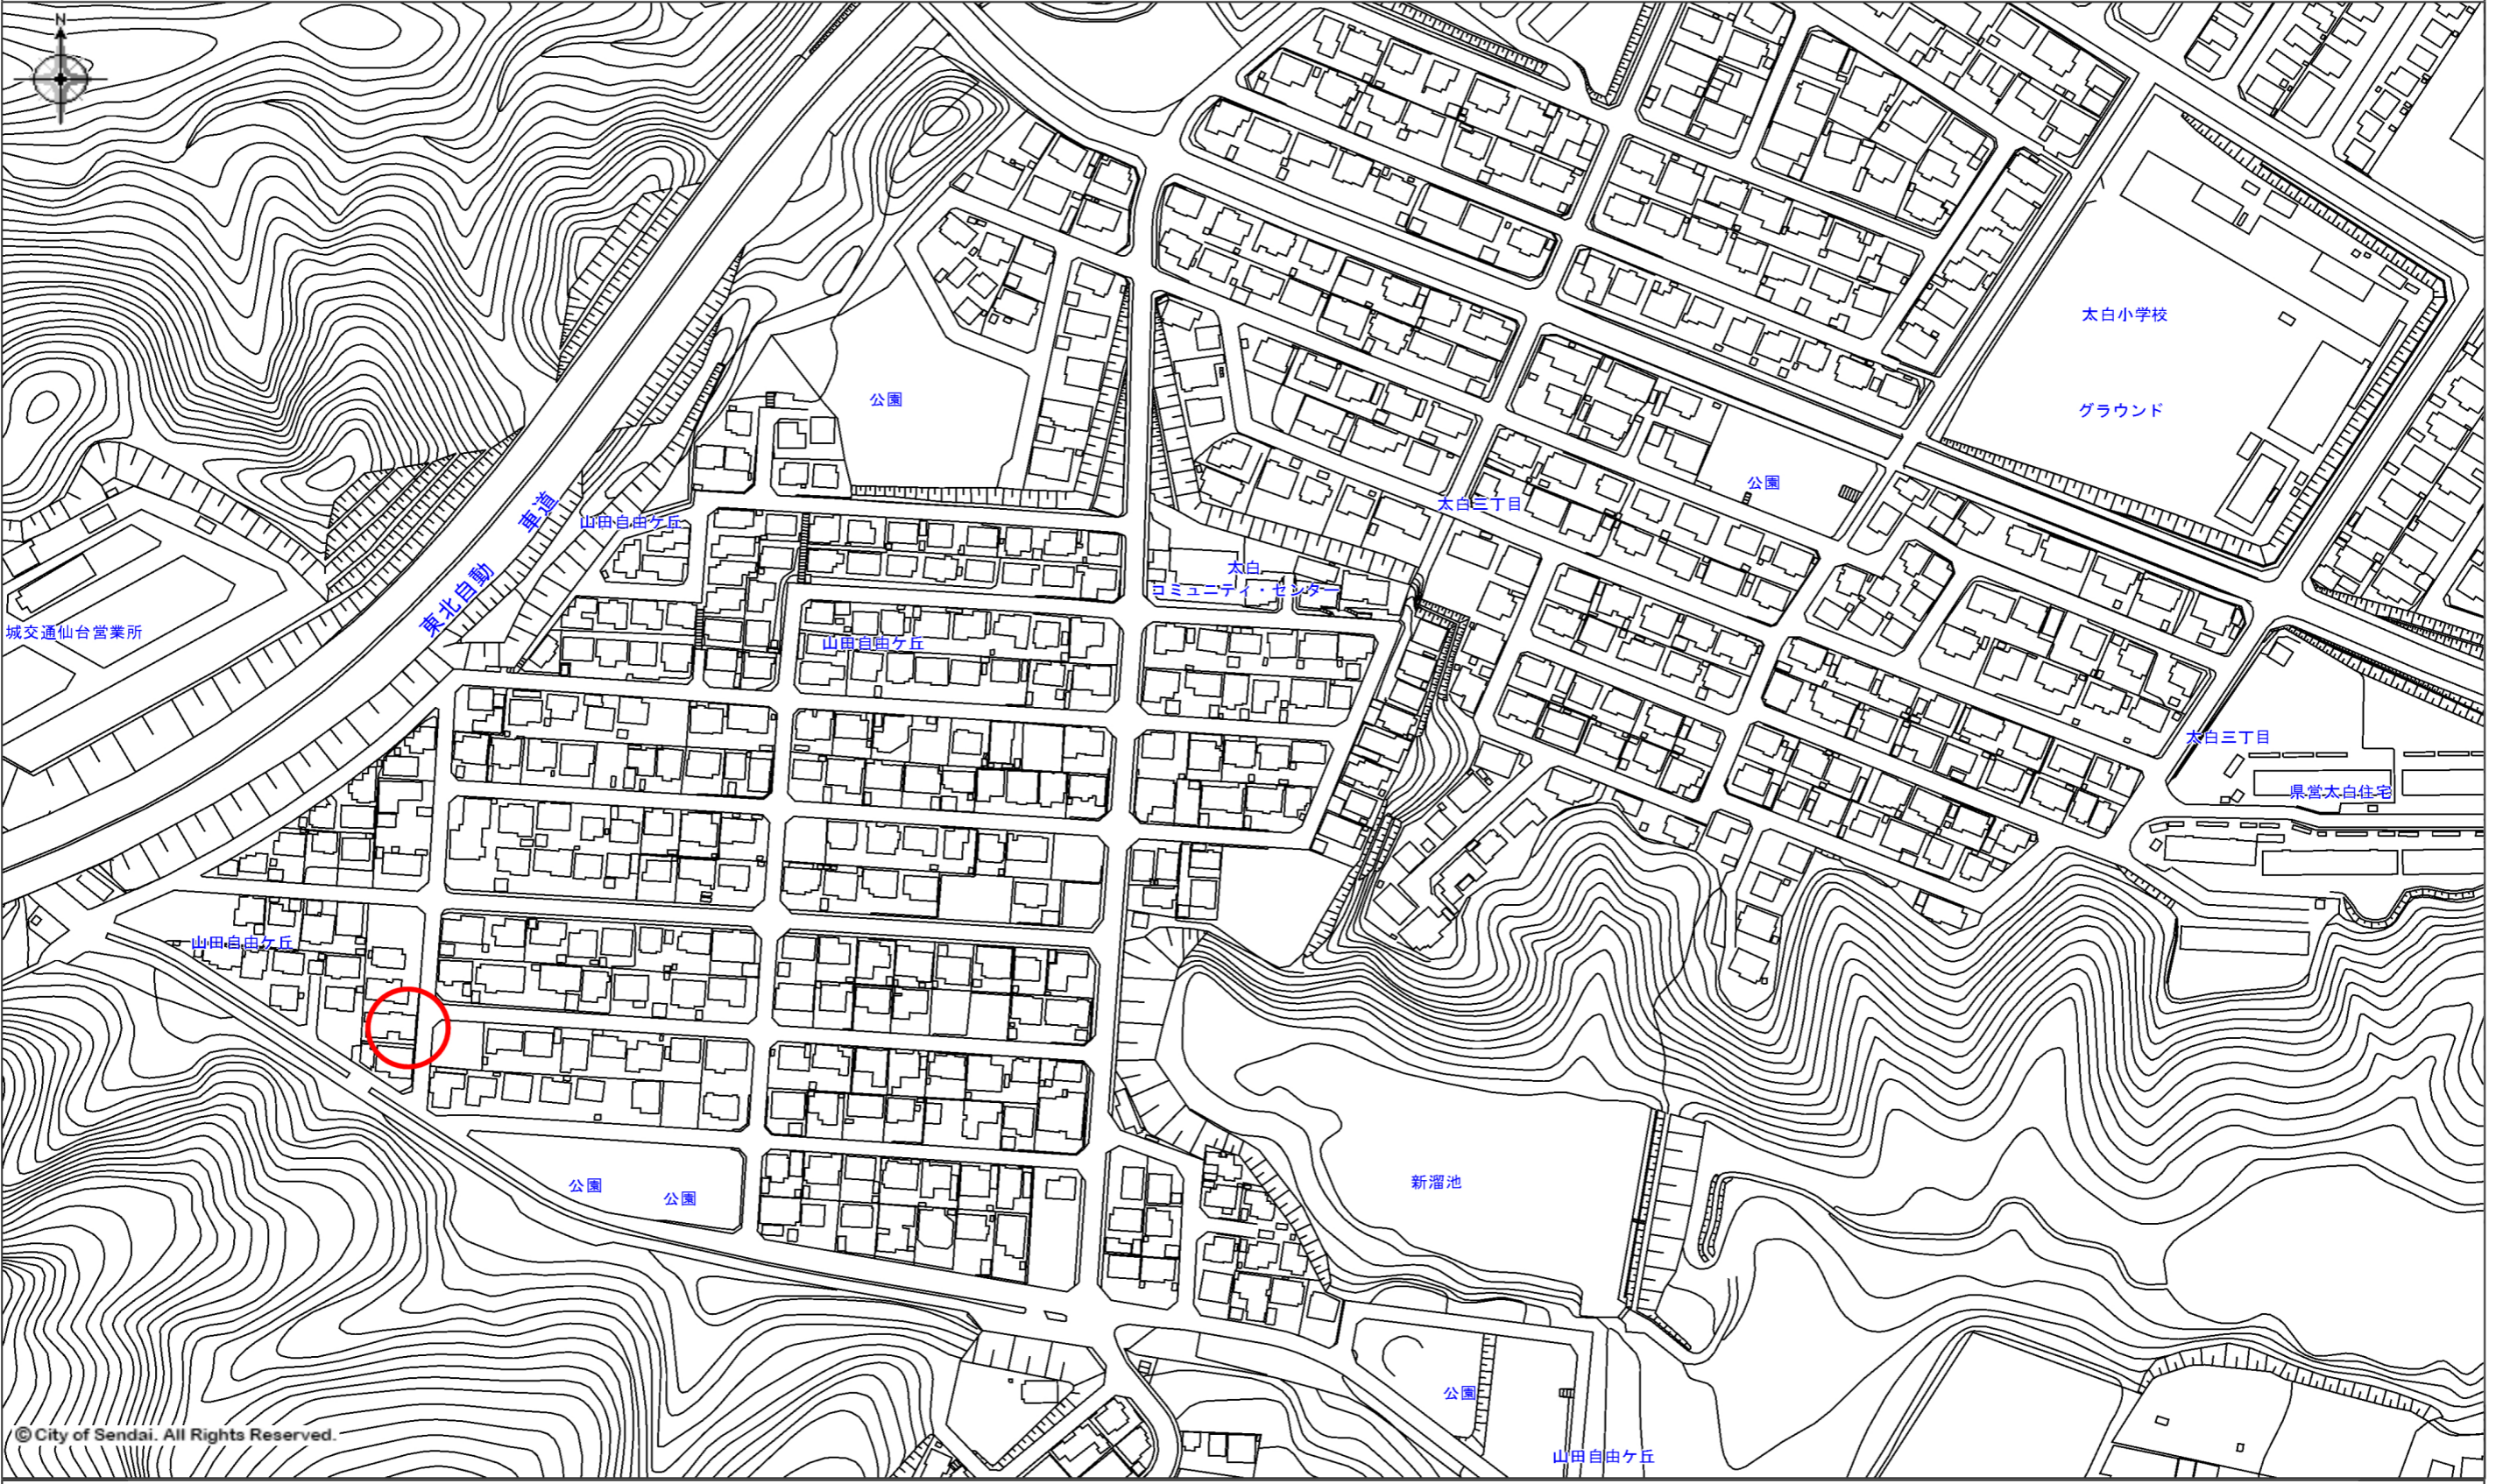 N
太白小学校
公園
グラウンド
公園
太白三丁目
東北自動車道
山田自由ケ丘
太白
コミュニティ・センター
城交通仙台営業所
山田自由ケ丘
太白三丁目
県営太白住宅
山田自由ケ丘
新溜池
公園
公園
公園
© City of Sendai. All Rights Reserved.
山田自由ケ丘